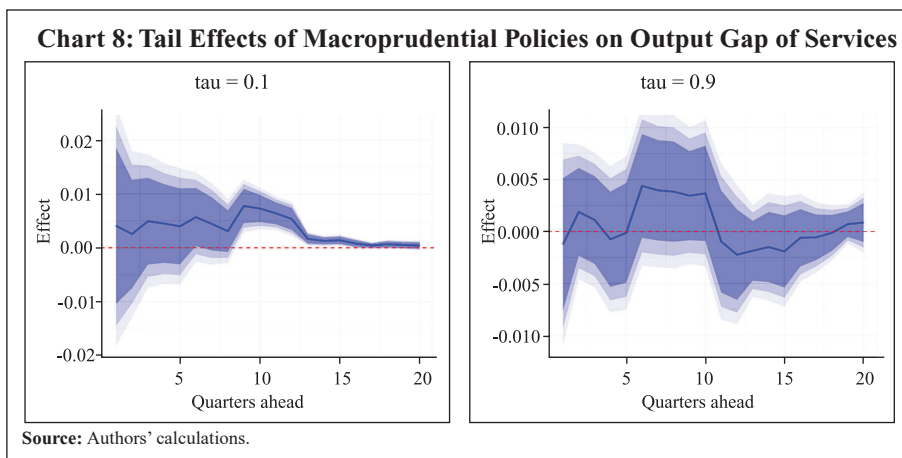 Chart 8: Tail Effects of Macroprudential Policies on Output Gap of Services
tau = 0.1
0.02
0.01
0.00
-0.01
-0.02
Effect
5
10
15
20
Quarters ahead
tau = 0.9
0.010
0.005
0.000
-0.005
-0.010
Effect
5
10
15
20
Quarters ahead
Source: Authors' calculations.